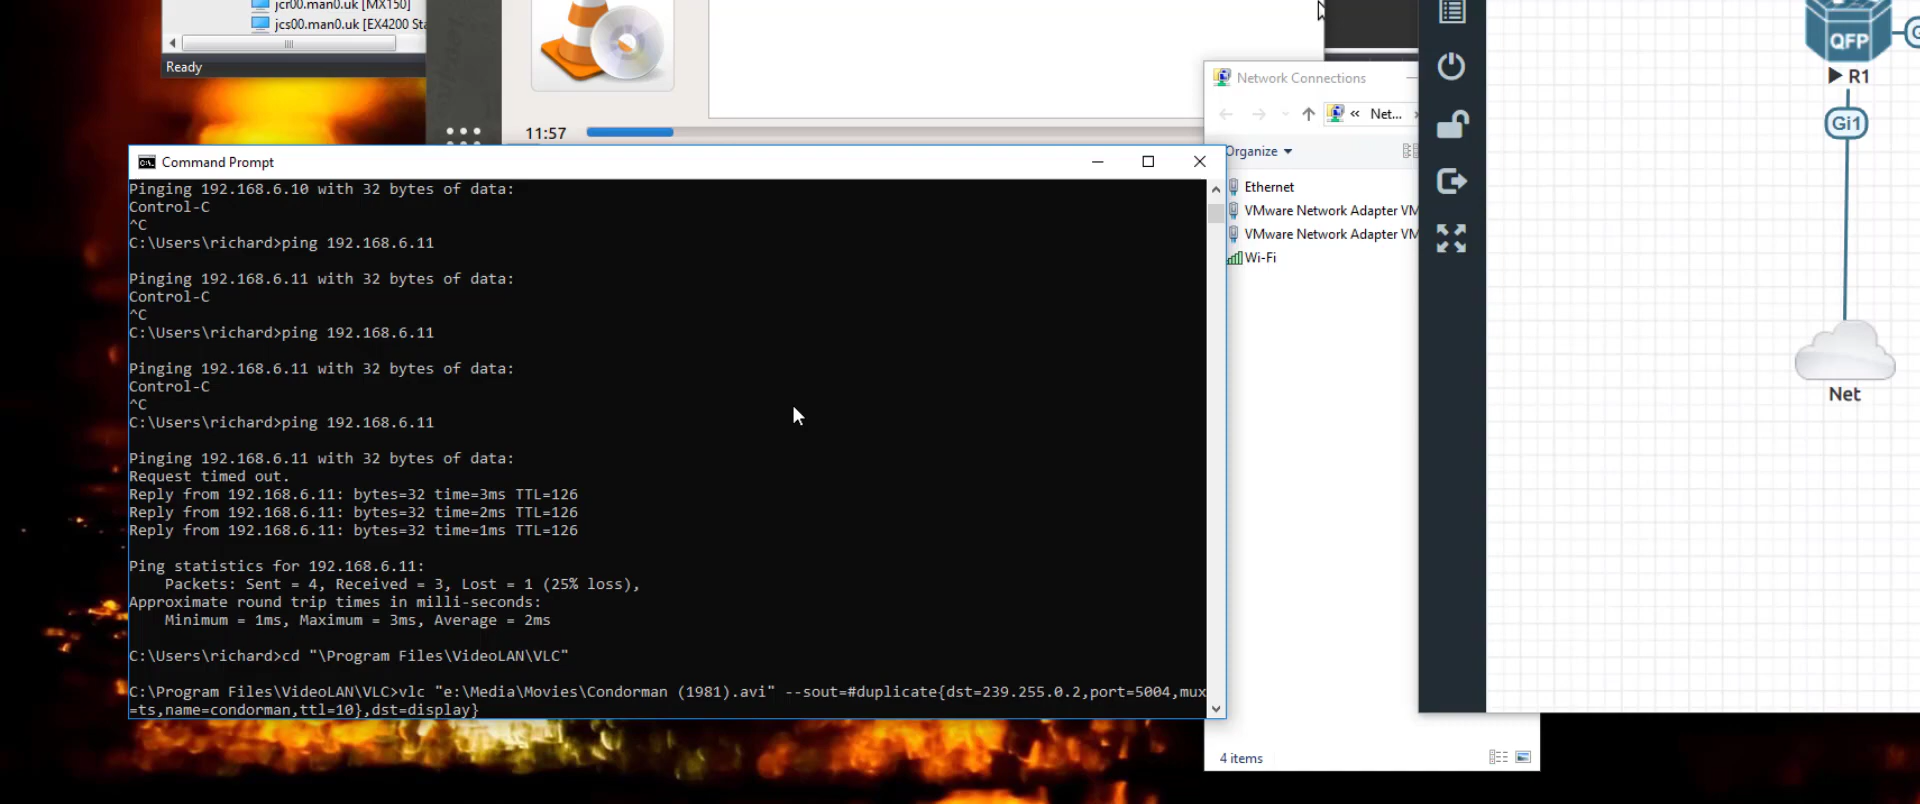 jcr00.man0.uk [MX150]
jcs00.man0.uk [EX4200 Sta
Ready
11:57
Command Prompt
Pinging 192.168.6.10 with 32 bytes of data:
Control-C
^C
C:\Users\richard>ping 192.168.6.11
Pinging 192.168.6.11 with 32 bytes of data:
Control-C
^C
C:\Users\richard>ping 192.168.6.11
Pinging 192.168.6.11 with 32 bytes of data:
Control-C
^C
C:\Users\richard>ping 192.168.6.11
Pinging 192.168.6.11 with 32 bytes of data:
Request timed out.
Reply from 192.168.6.11: bytes=32 time=3ms TTL=126
Reply from 192.168.6.11: bytes=32 time=2ms TTL=126
Reply from 192.168.6.11: bytes=32 time=1ms TTL=126
Ping statistics for 192.168.6.11:
Packets: Sent = 4, Received = 3, Lost = 1 (25% loss),
Approximate round trip times in milli-seconds:
Minimum = 1ms, Maximum = 3ms, Average = 2ms
C:\Users\richard>cd "\Program Files\VideoLAN\VLC"
C:\Program Files\VideoLAN\VLC>vlc "e:\Media\Movies\Condorman (1981).avi" --sout=#duplicate{dst=239.255.0.2,port=5004,mux
=ts,name=condorman,ttl=10},dst=display}
Network Connections
« Net...
Organize
Ethernet
VMware Network Adapter VM
VMware Network Adapter VM
Wi-Fi
4 items
QFP
R1
Gi1
Net